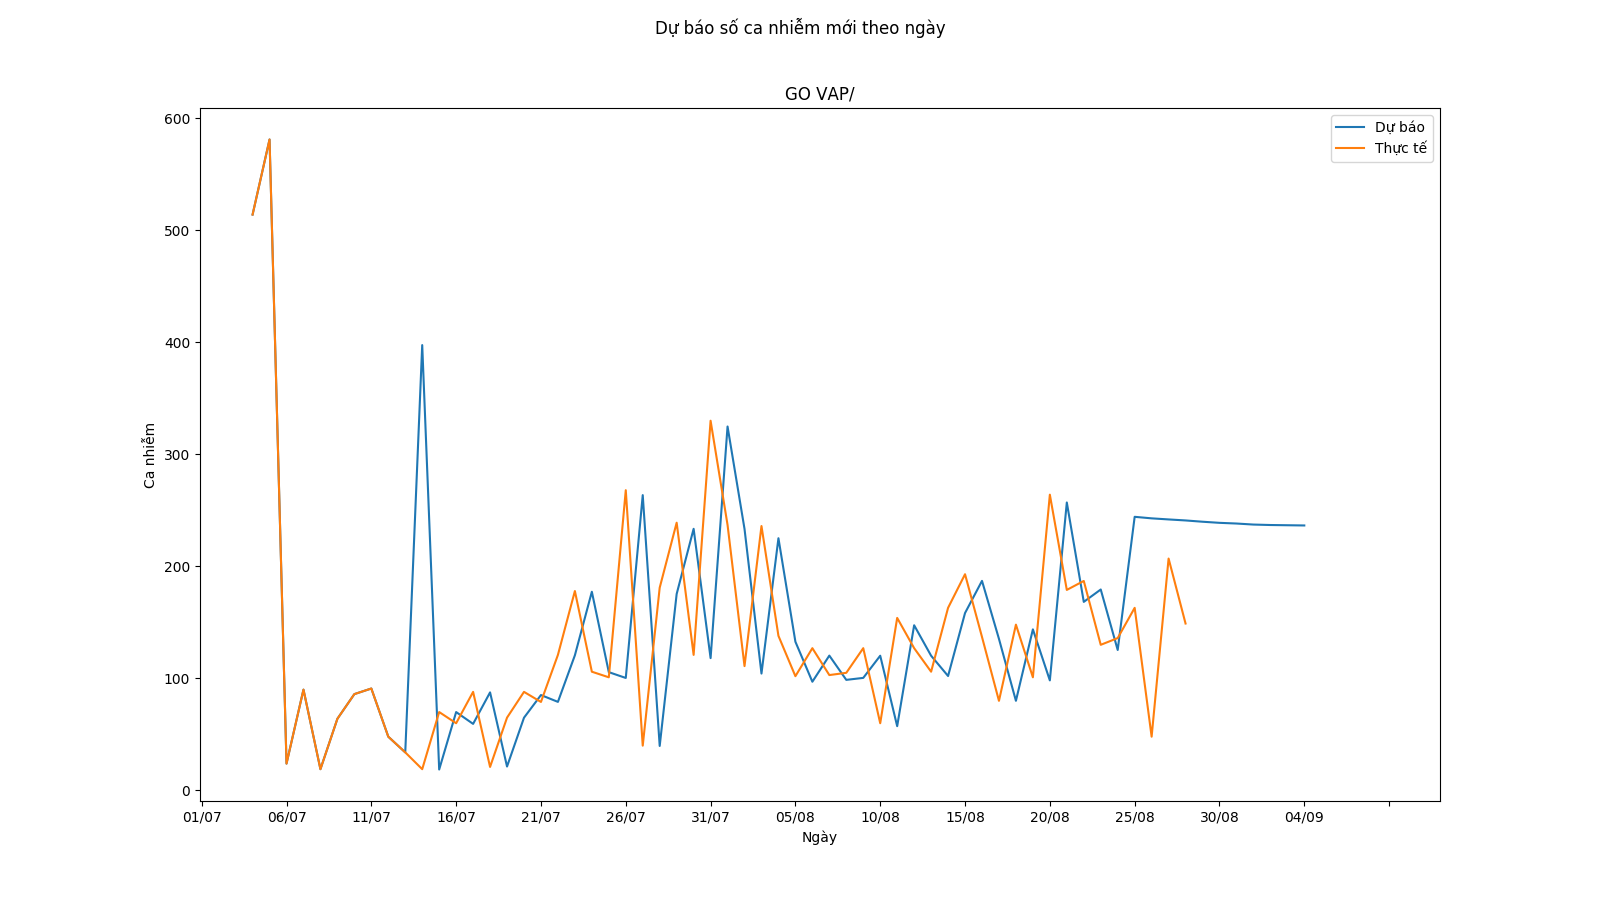 Dự báo số ca nhiễm mới theo ngày
GO VAP/
Dự báo
Thực tế
600
500
400
300
200
100
0
Ca nhiễm
01/07 06/07 11/07 16/07 21/07 26/07 31/07 05/08 10/08 15/08 20/08 25/08 30/08 04/09
Ngày